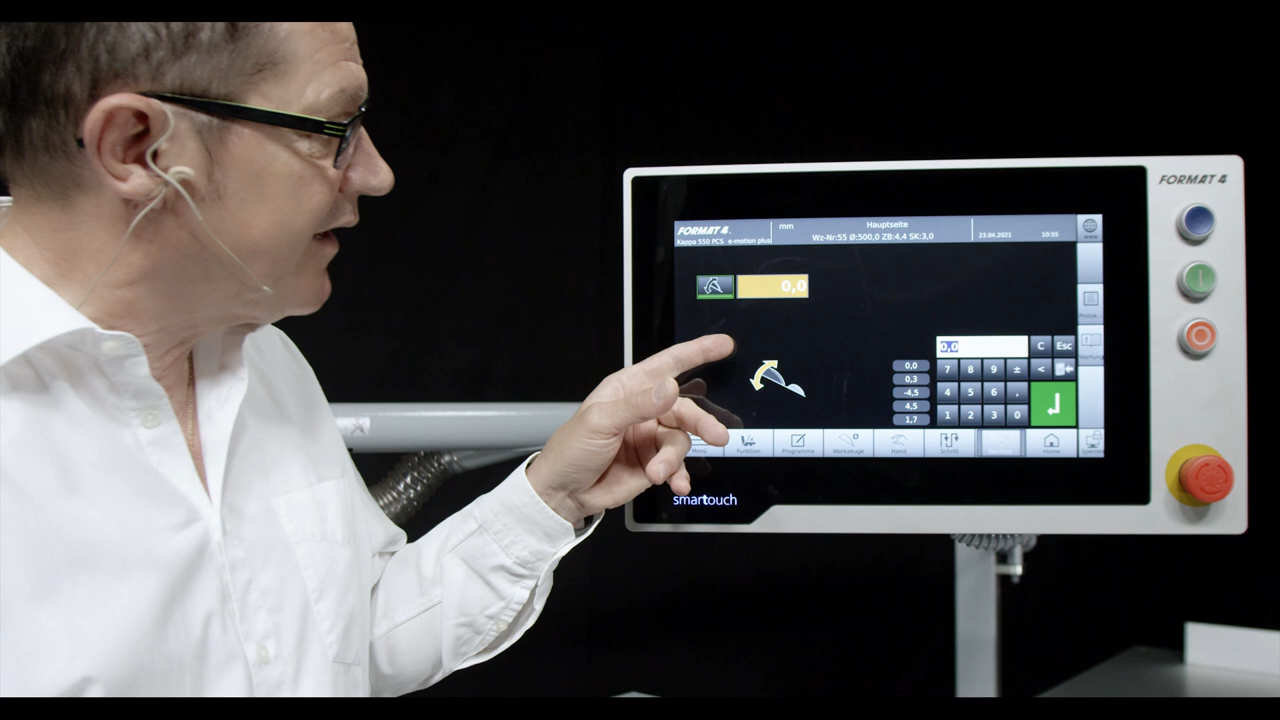 FORMAT 4
FORMAT 4
Kappa 550 PCS e-motion plus
mm
Hauptseite
Wz-Nr:55 Ø:500,0 ZB:4,4 SK:3,0
23.04.2021
10:55
0,0
0,0
C
Esc
0,0
7
8
9
±
<
0,3
-4,5
4
5
6
,
4,5
1
2
3
0
1,7
Menü
Funktion
Programme
Werkzeuge
Hand
Schritt
Home
smartouch